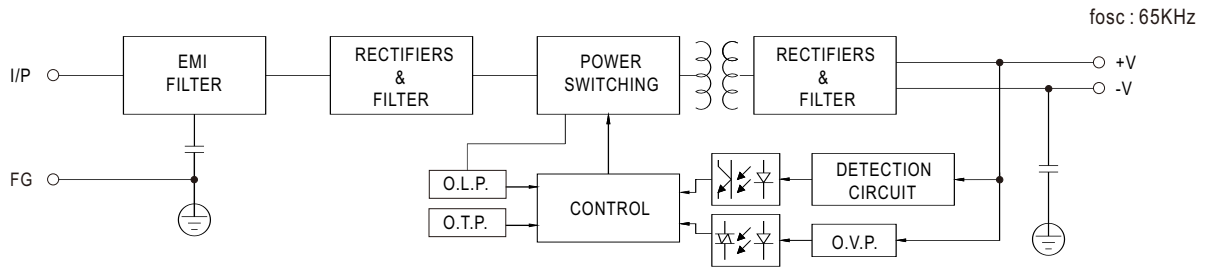 fosc : 65KHz
I/P
EMI
FILTER
RECTIFIERS
&
FILTER
POWER
SWITCHING
RECTIFIERS
&
FILTER
+V
-V
FG
O.L.P.
O.T.P.
CONTROL
DETECTION
CIRCUIT
O.V.P.